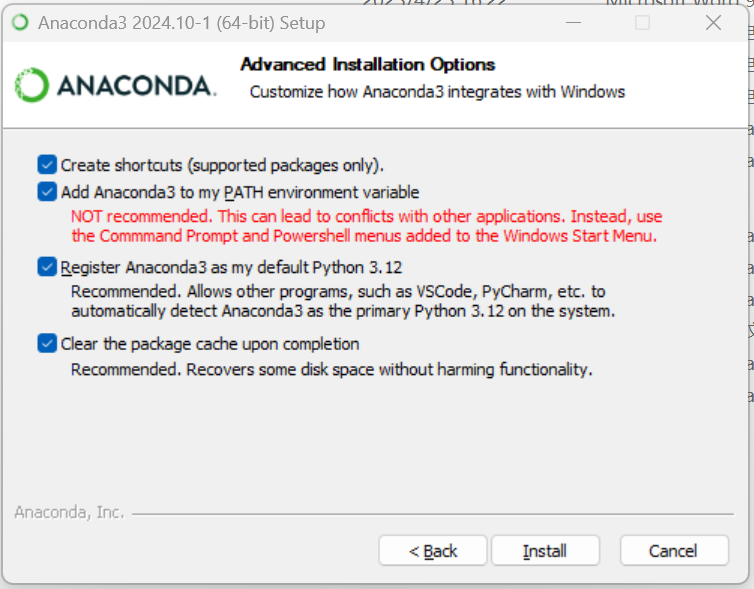 Anaconda3 2024.10-1 (64-bit) Setup
ANACONDA.
Advanced Installation Options
Customize how Anaconda3 integrates with Windows
Create shortcuts (supported packages only).
Add Anaconda3 to my PATH environment variable
NOT recommended. This can lead to conflicts with other applications. Instead, use
the Commmand Prompt and Powershell menus added to the Windows Start Menu.
Register Anaconda3 as my default Python 3.12
Recommended. Allows other programs, such as VSCode, PyCharm, etc. to
automatically detect Anaconda3 as the primary Python 3.12 on the system.
Clear the package cache upon completion
Recommended. Recovers some disk space without harming functionality.
Anaconda, Inc.
< Back
Install
Cancel